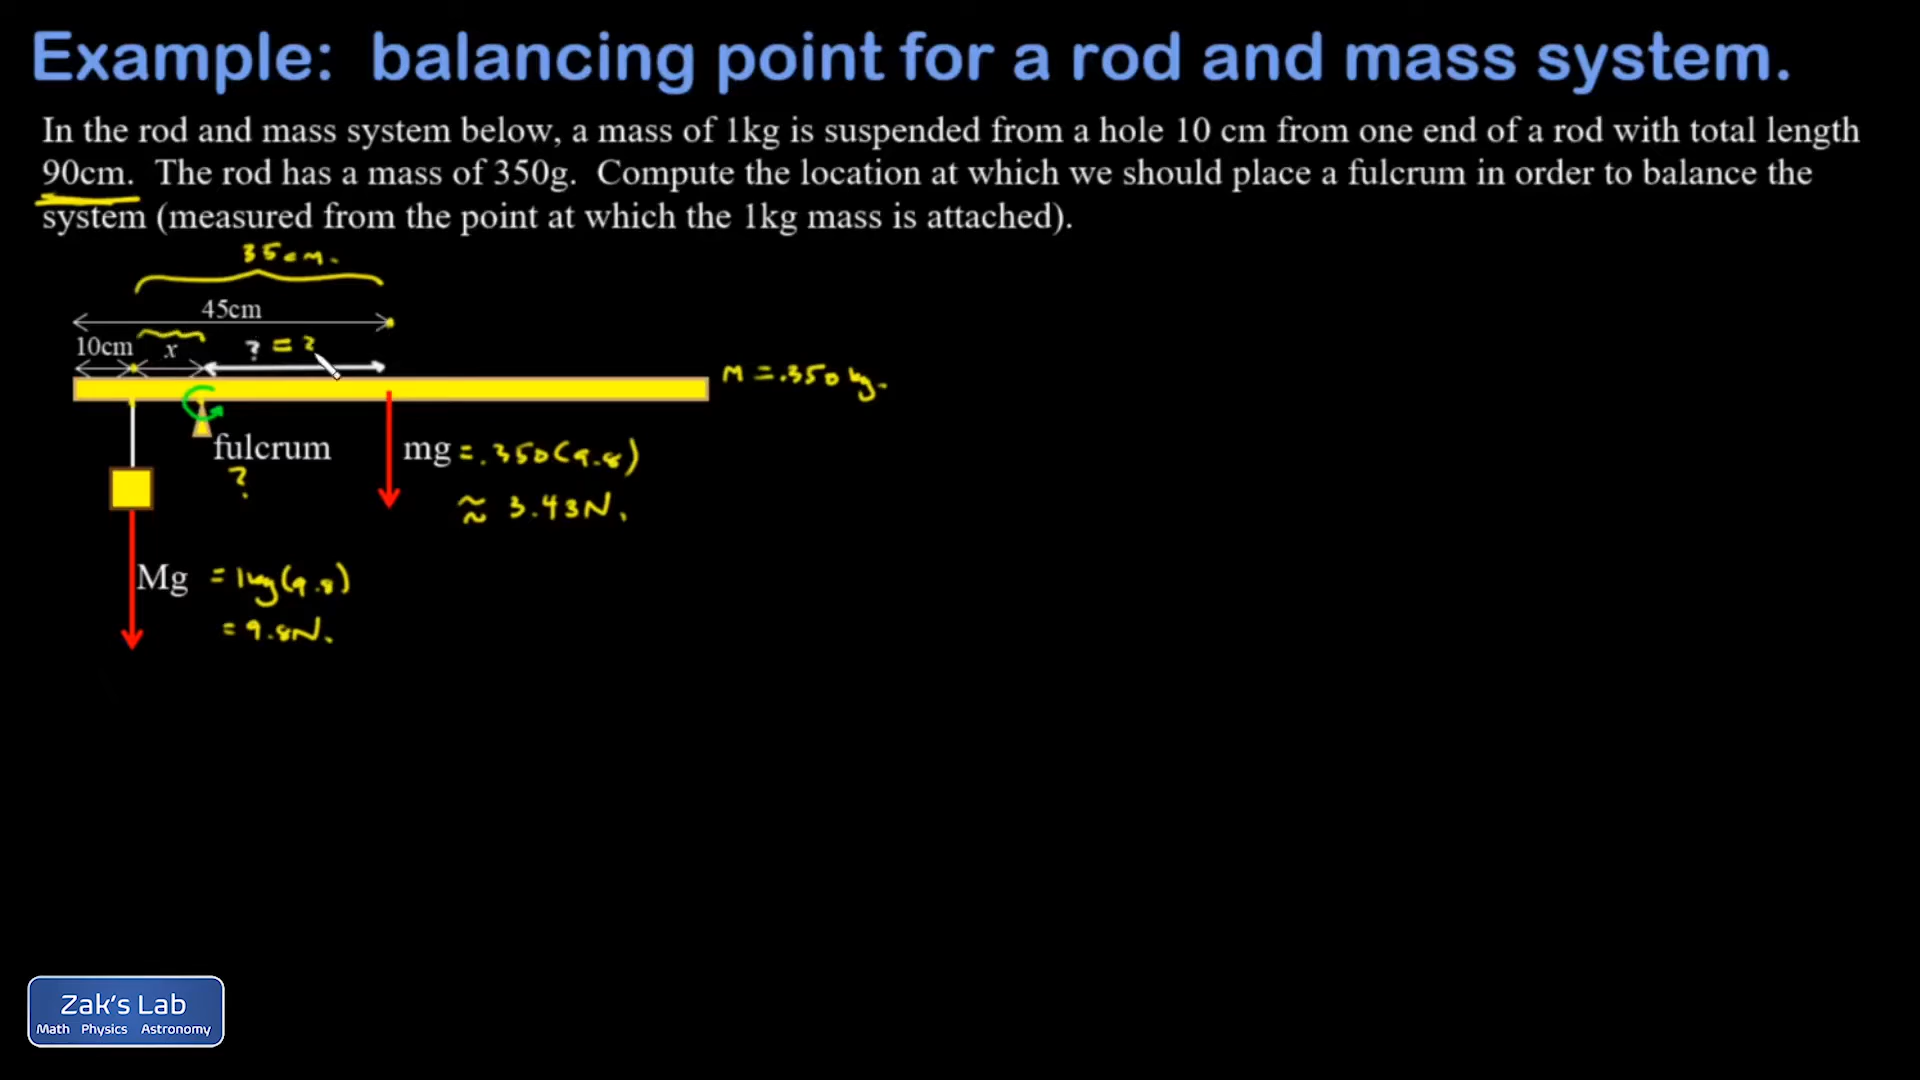 Example: balancing point for a rod and mass system.
In the rod and mass system below, a mass of 1kg is suspended from a hole 10 cm from one end of a rod with total length
90cm. The rod has a mass of 350g. Compute the location at which we should place a fulcrum in order to balance the
system (measured from the point at which the 1kg mass is attached).
35cm.
45cm
10cm x ? =
M = .350 kg.
fulcrum mg = .350(9.8)
?
≈ 3.43N.
Mg = 1kg(9.8)
= 9.8N.
Zak's Lab
Math Physics Astronomy